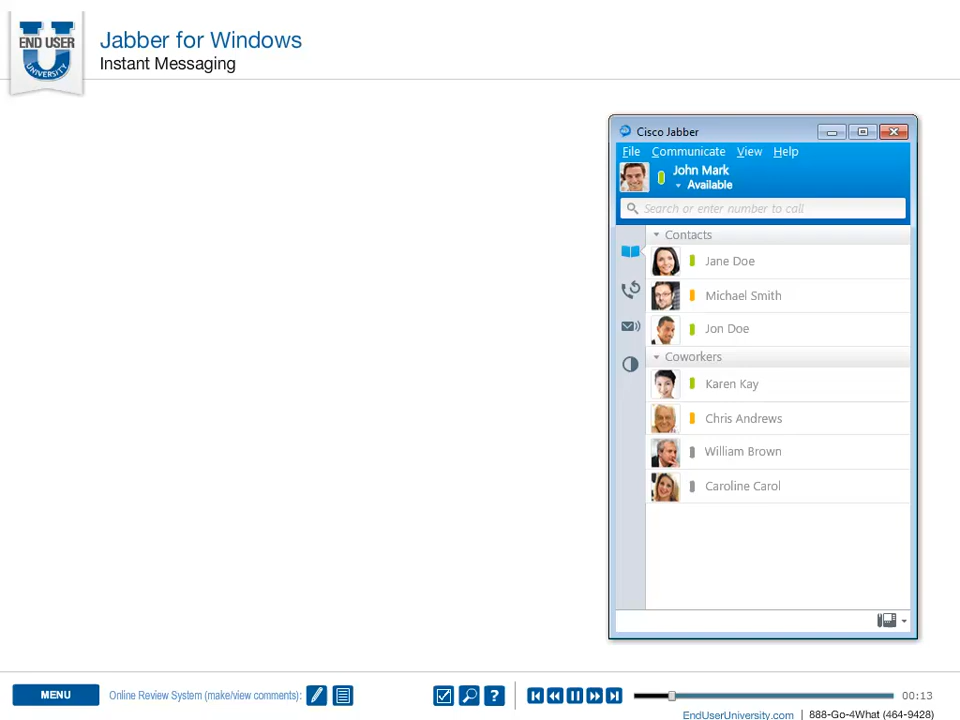 END USER
UNIVERSITY
Jabber for Windows
Instant Messaging
Cisco Jabber
File Communicate View Help
John Mark
Available
Search or enter number to call
Contacts
Jane Doe
Michael Smith
Jon Doe
Coworkers
Karen Kay
Chris Andrews
William Brown
Caroline Carol
MENU
Online Review System (make/view comments):
?
00:13
EndUserUniversity.com | 888-Go-4What (464-9428)